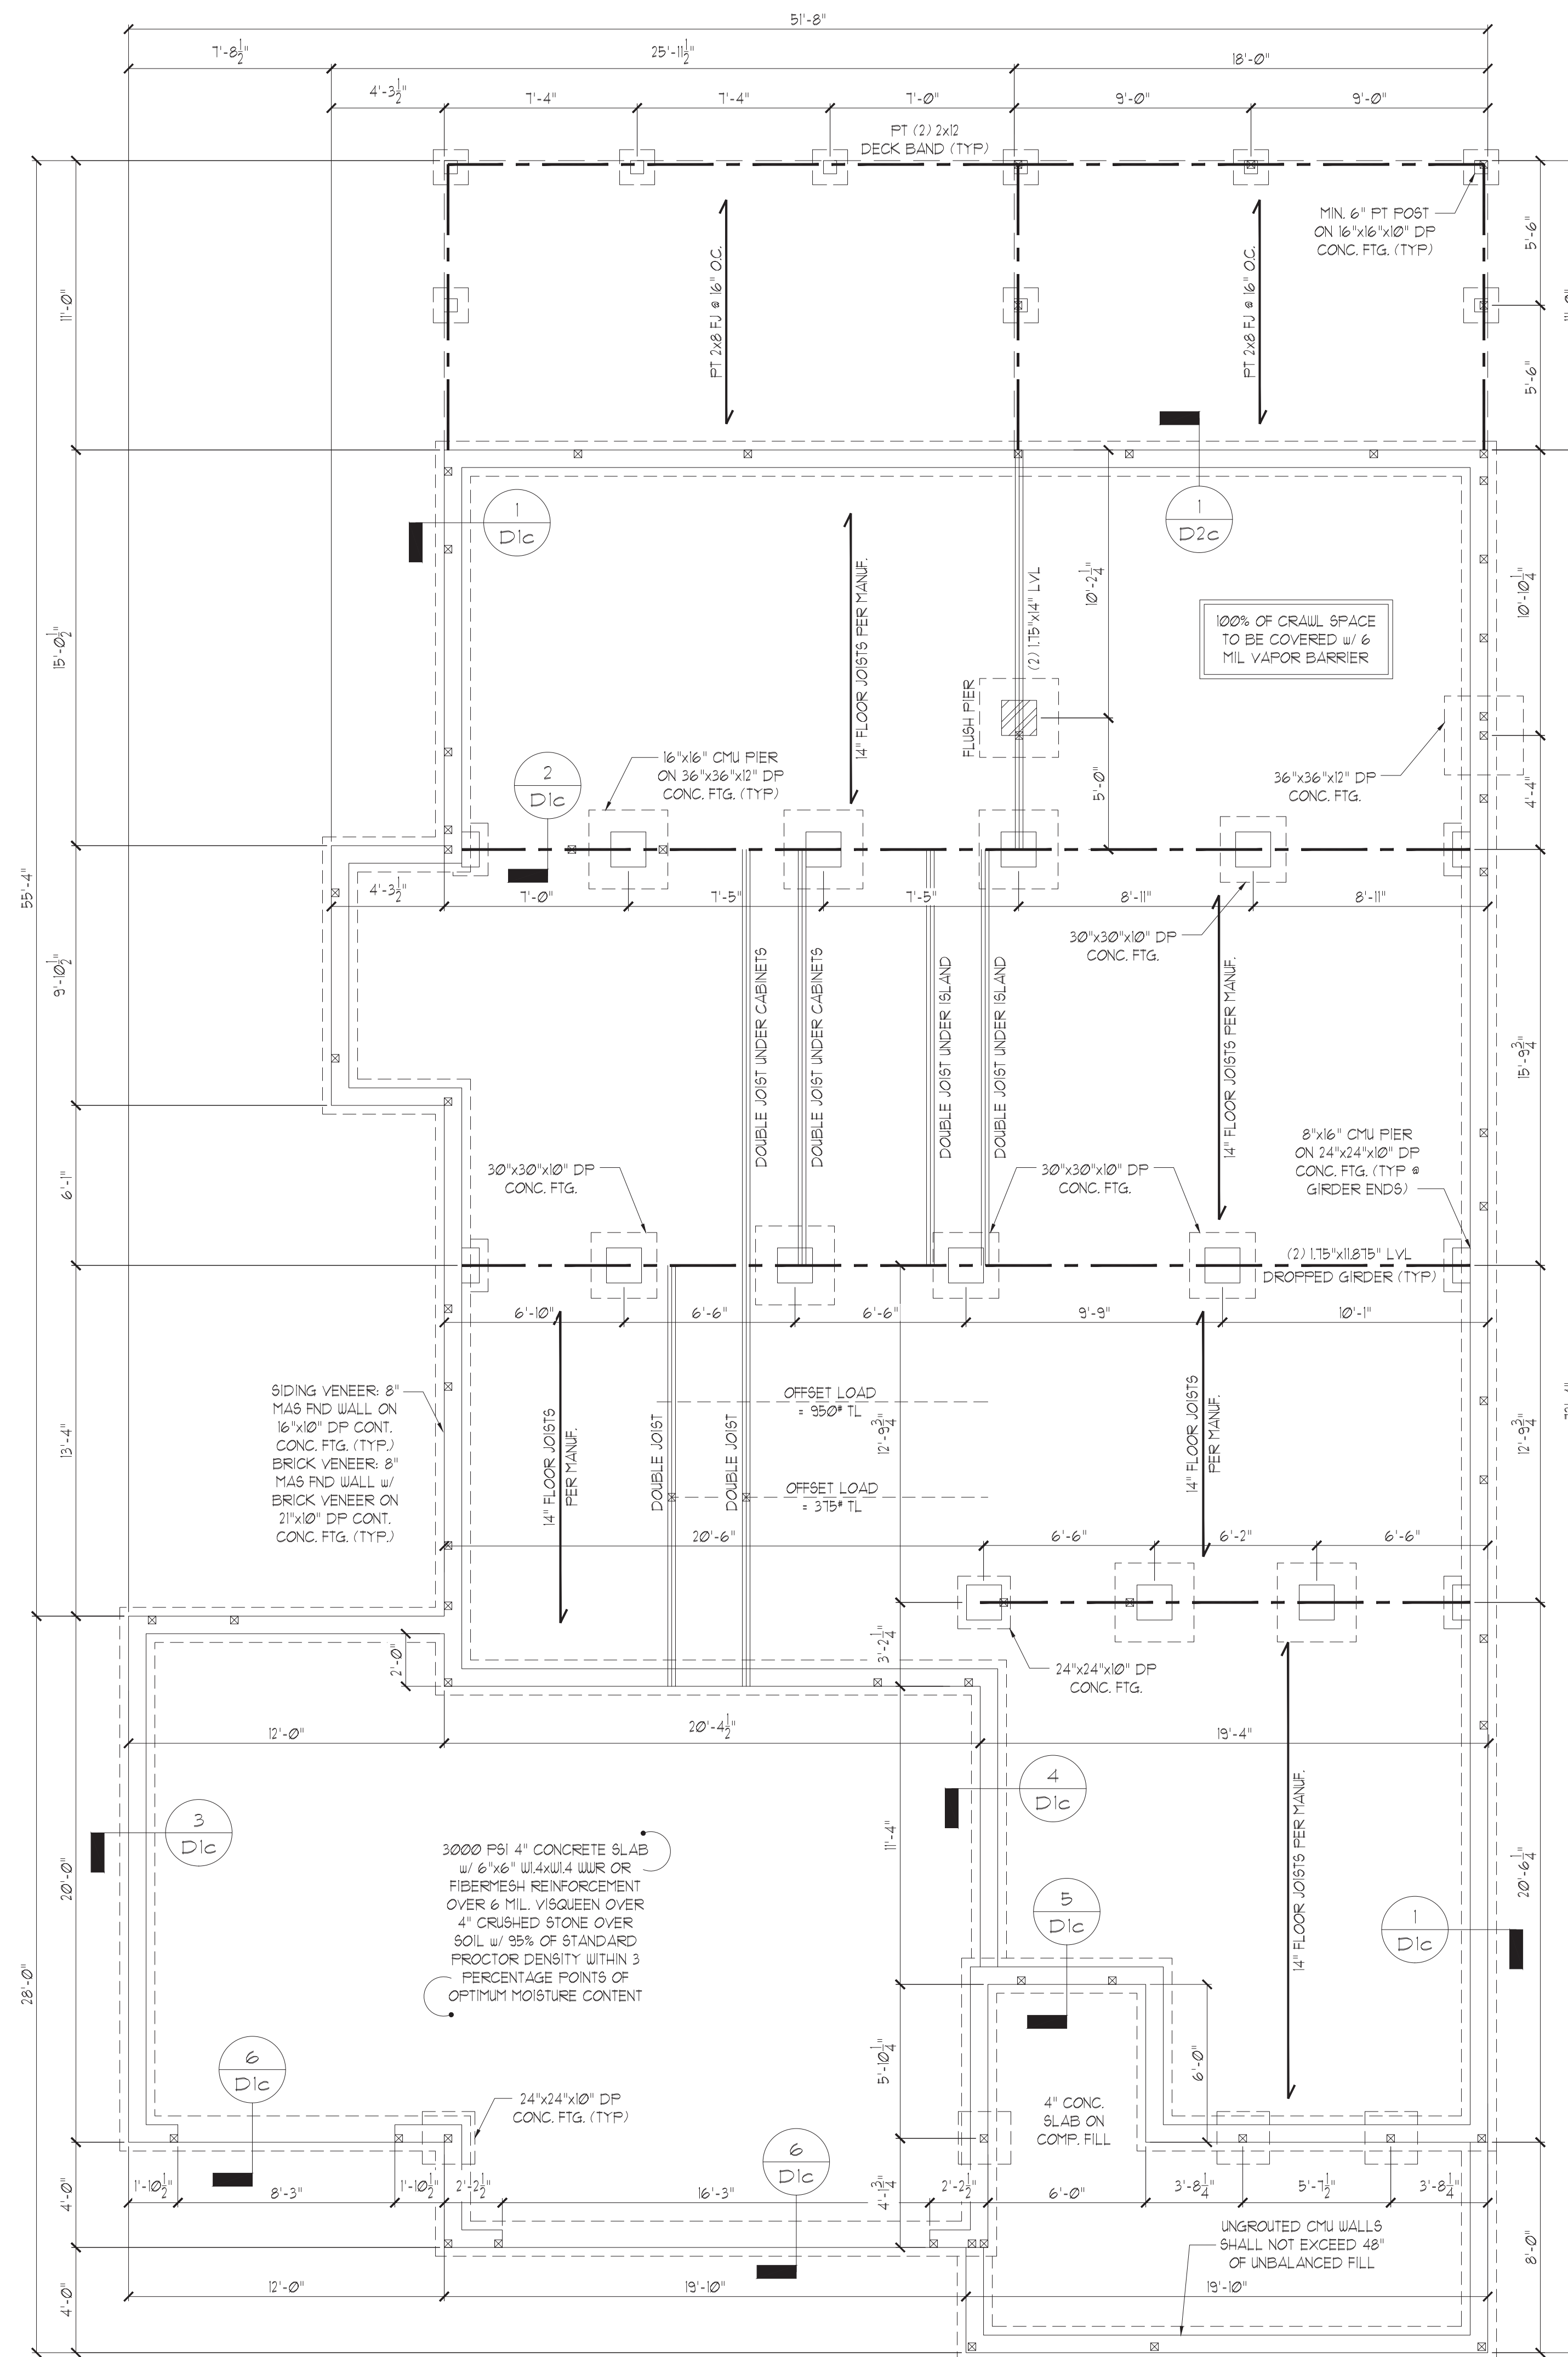 51'-8"
7'-8½"
25'-11½"
18'-0"
4'-3½"
7'-4"
7'-4"
7'-0"
9'-0"
9'-0"
PT (2) 2x12
DECK BAND (TYP)
MIN. 6" PT POST
ON 16"x16"x10" DP
CONC. FTG. (TYP)
5'-6"
5'-6"
11'-0"
PT 2x8 FJ @ 16" O.C.
PT 2x8 FJ @ 16" O.C.
1
D1c
1
D2c
14" FLOOR JOISTS PER MANUF.
(2) 1.75"x14" LVL
10'-2¼"
10'-10¼"
100% OF CRAWL SPACE
TO BE COVERED w/ 6
MIL VAPOR BARRIER
15'-0½"
FLUSH PIER
2
D1c
16"x16" CMU PIER
ON 36"x36"x12" DP
CONC. FTG. (TYP)
5'-0"
36"x36"x12" DP
CONC. FTG.
4'-4"
55'-4"
4'-3½"
7'-0"
7'-5"
7'-5"
8'-11"
8'-11"
30"x30"x10" DP
CONC. FTG.
9'-10½"
DOUBLE JOIST UNDER CABINETS
DOUBLE JOIST UNDER CABINETS
DOUBLE JOIST UNDER ISLAND
DOUBLE JOIST UNDER ISLAND
14" FLOOR JOISTS PER MANUF.
15'-9¾"
6'-1"
30"x30"x10" DP
CONC. FTG.
30"x30"x10" DP
CONC. FTG.
8"x16" CMU PIER
ON 24"x24"x10" DP
CONC. FTG. (TYP @
GIRDER ENDS)
(2) 1.75"x11.875" LVL
DROPPED GIRDER (TYP)
6'-10"
6'-6"
6'-6"
9'-9"
10'-1"
SIDING VENEER: 8"
MAS FND WALL ON
16"x10" DP CONT.
CONC. FTG. (TYP.)
BRICK VENEER: 8"
MAS FND WALL w/
BRICK VENEER ON
21"x10" DP CONT.
CONC. FTG. (TYP.)
13'-4"
14" FLOOR JOISTS
PER MANUF.
DOUBLE JOIST
DOUBLE JOIST
OFFSET LOAD
= 950# TL
OFFSET LOAD
= 375# TL
12'-9¾"
14" FLOOR JOISTS
PER MANUF.
12'-9¾"
20'-6"
6'-6"
6'-2"
6'-6"
2'-0"
3'-2¼"
24"x24"x10" DP
CONC. FTG.
12'-0"
20'-4½"
19'-4"
3
D1c
4
D1c
11'-4"
3000 PSI 4" CONCRETE SLAB
w/ 6"x6" W1.4xW1.4 WWR OR
FIBERMESH REINFORCEMENT
OVER 6 MIL. VISQUEEN OVER
4" CRUSHED STONE OVER
SOIL w/ 95% OF STANDARD
PROCTOR DENSITY WITHIN 3
PERCENTAGE POINTS OF
OPTIMUM MOISTURE CONTENT
5
D1c
14" FLOOR JOISTS PER MANUF.
1
D1c
20'-0"
20'-6¼"
28'-0"
6
D1c
24"x24"x10" DP
CONC. FTG. (TYP)
5'-10¼"
6'-0"
4" CONC.
SLAB ON
COMP. FILL
6
D1c
4'-0"
1'-10½"
8'-3"
1'-10½"
2'-2½"
16'-3"
4'-1¾"
2'-2½"
6'-0"
3'-8¼"
5'-7½"
3'-8¼"
UNGROUTED CMU WALLS
SHALL NOT EXCEED 48"
OF UNBALANCED FILL
8'-0"
4'-0"
12'-0"
19'-10"
19'-10"